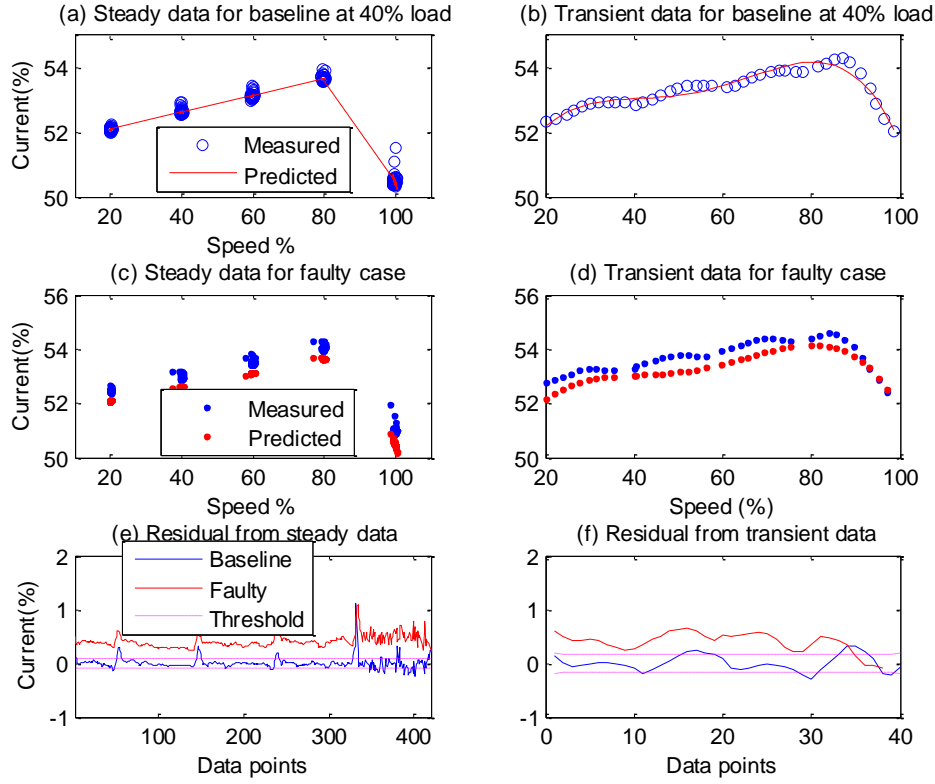 (a) Steady data for baseline at 40% load
(b) Transient data for baseline at 40% load
Current(%)
54
52
50
20 40 60 80 100
Speed %
Measured
Predicted
54
52
50
20 40 60 80 100
(c) Steady data for faulty case
(d) Transient data for faulty case
Current(%)
56
54
52
50
20 40 60 80 100
Speed %
Measured
Predicted
56
54
52
50
20 40 60 80 100
Speed (%)
(e) Residual from steady data
(f) Residual from transient data
Current(%)
2
1
0
-1
100 200 300 400
Data points
Baseline
Faulty
Threshold
2
1
0
-1
0 10 20 30 40
Data points